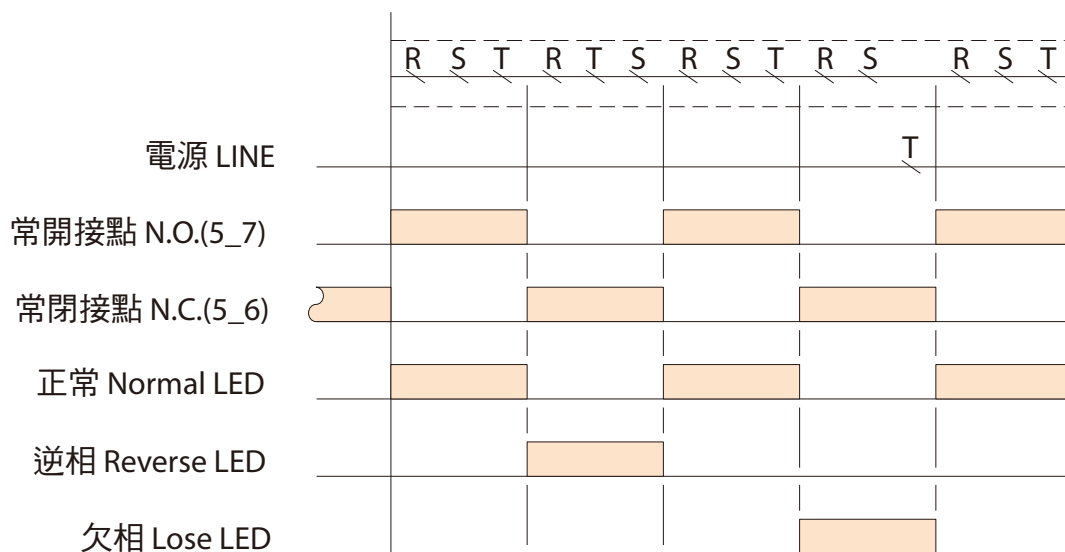 R S T R T S R S T R S R S T
電源 LINE T
常開接點 N.O.(5_7)
常閉接點 N.C.(5_6)
正常 Normal LED
逆相 Reverse LED
欠相 Lose LED